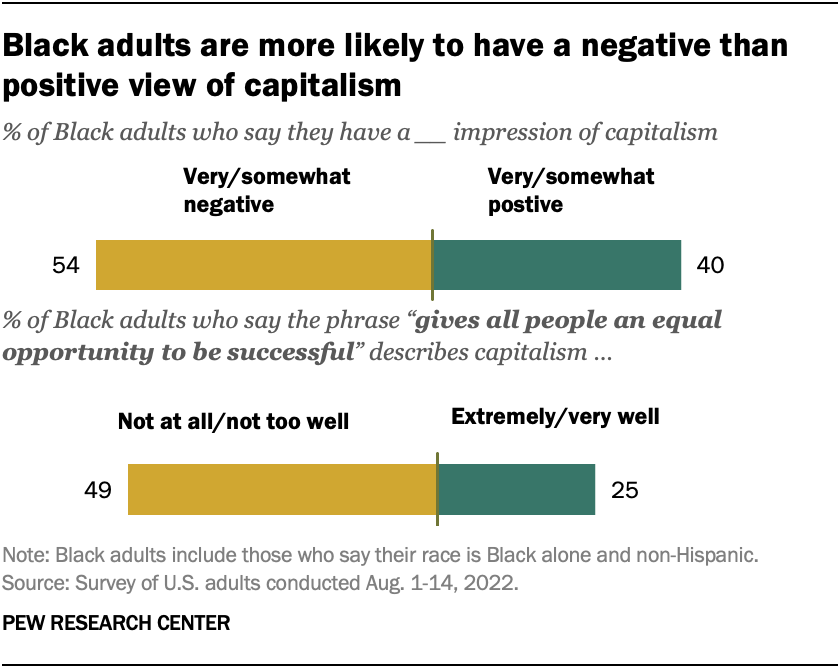 Black adults are more likely to have a negative than
positive view of capitalism
% of Black adults who say they have a __ impression of capitalism
Very/somewhat
negative
Very/somewhat
postive
54
40
% of Black adults who say the phrase “gives all people an equal
opportunity to be successful” describes capitalism ...
Not at all/not too well
Extremely/very well
49
25
Note: Black adults include those who say their race is Black alone and non-Hispanic.
Source: Survey of U.S. adults conducted Aug. 1-14, 2022.
PEW RESEARCH CENTER